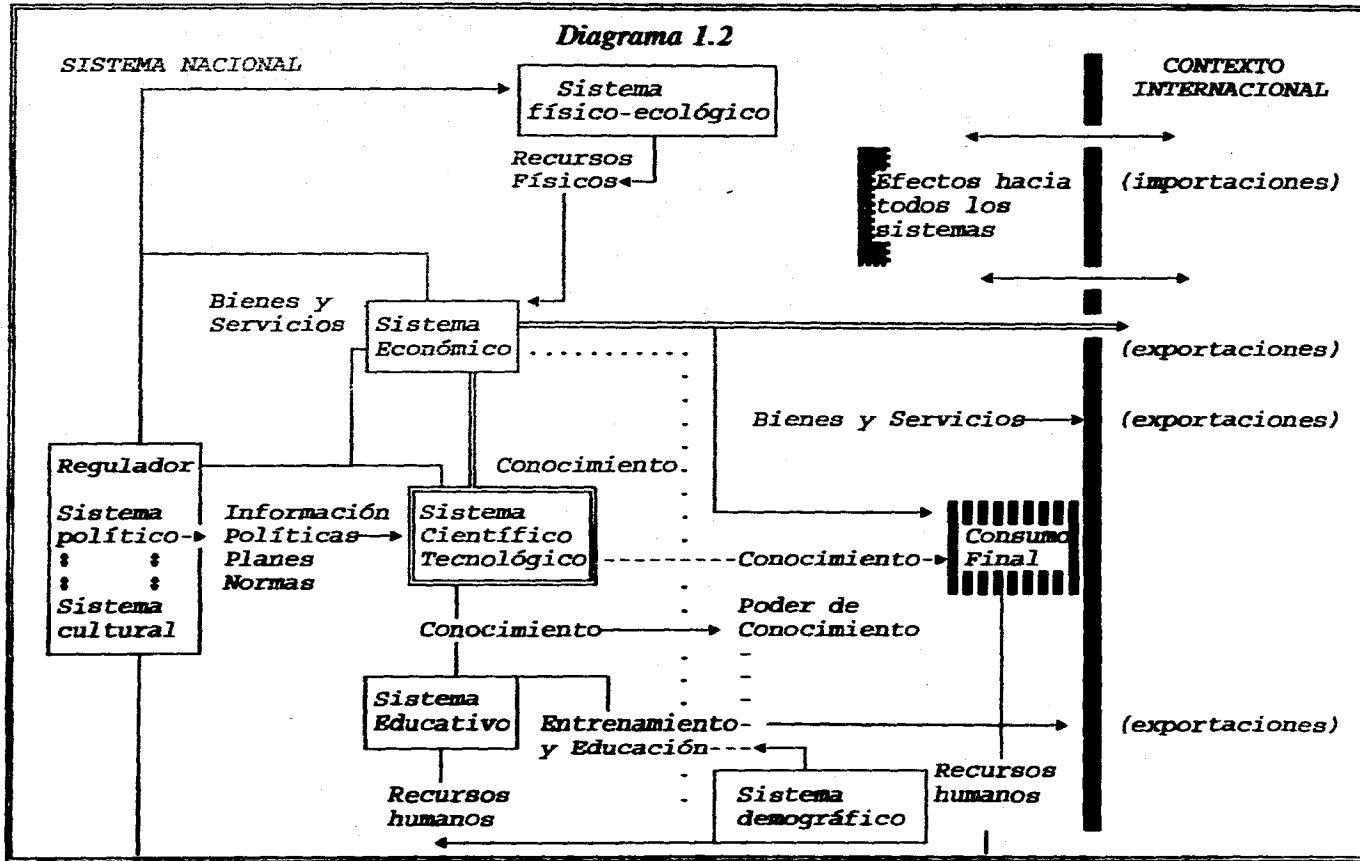 Diagrama 1.2
SISTEMA NACIONAL
CONTEXTO
INTERNACIONAL
Sistema
físico-ecológico
Recursos
Físicos
Efectos hacia
todos los
sistemas
(importaciones)
Bienes y
Servicios
Sistema
Económico
(exportaciones)
Bienes y Servicios
(exportaciones)
Regulador
Sistema
político
Sistema
cultural
Información
Políticas
Planes
Normas
Conocimiento
Sistema
Científico
Tecnológico
Conocimiento
Consumo
Final
Conocimiento
Poder de
Conocimiento
Sistema
Educativo
Entrenamiento
y Educación
(exportaciones)
Recursos
humanos
Sistema
demográfico
Recursos
humanos